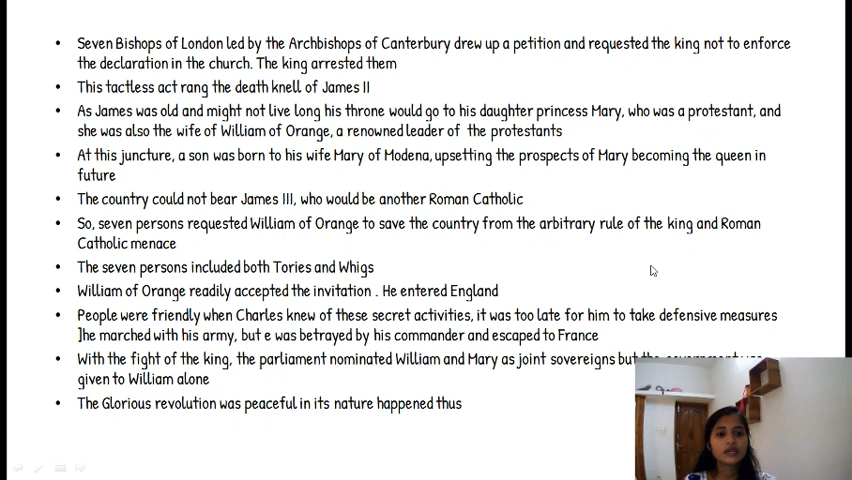 • Seven Bishops of London led by the Archbishops of Canterbury drew up a petition and requested the king not to enforce
the declaration in the church. The king arrested them
• This tactless act rang the death knell of James II
• As James was old and might not live long his throne would go to his daughter princess Mary, who was a protestant, and
she was also the wife of William of Orange, a renowned leader of the protestants
• At this juncture, a son was born to his wife Mary of Modena, upsetting the prospects of Mary becoming the queen in
future
• The country could not bear James III, who would be another Roman Catholic
• So, seven persons requested William of Orange to save the country from the arbitrary rule of the king and Roman
Catholic menace
• The seven persons included both Tories and Whigs
• William of Orange readily accepted the invitation . He entered England
• People were friendly when Charles knew of these secret activities, it was too late for him to take defensive measures
]he marched with his army, but e was betrayed by his commander and escaped to France
• With the fight of the king, the parliament nominated William and Mary as joint sovereigns but
given to William alone
• The Glorious revolution was peaceful in its nature happened thus